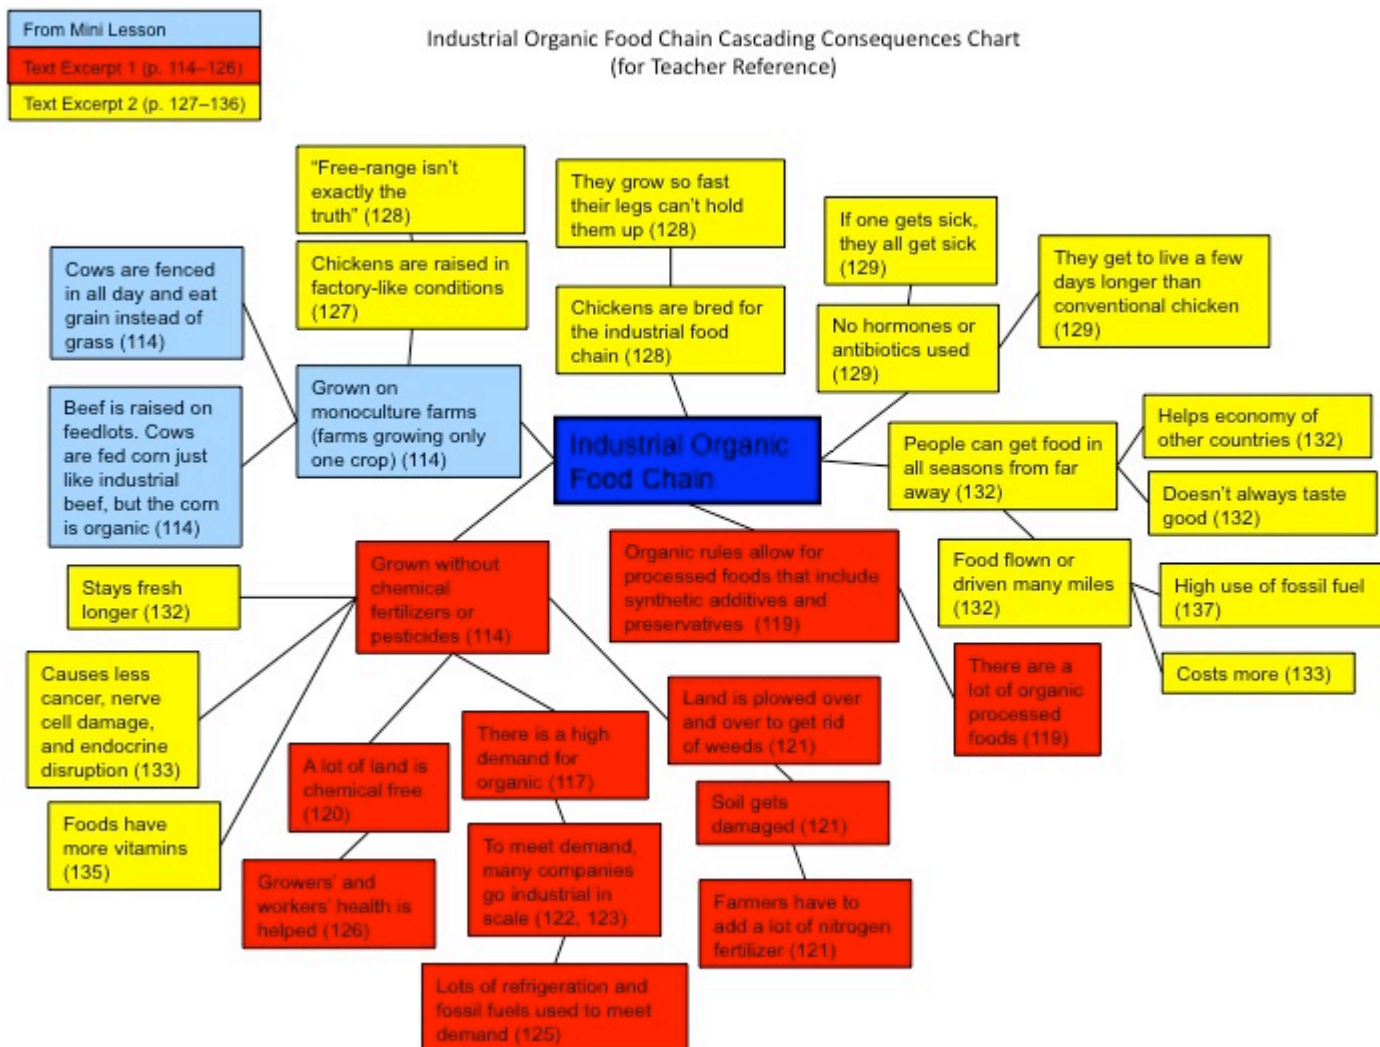 From Mini Lesson
Text Excerpt 1 (p. 114–126)
Text Excerpt 2 (p. 127–136)
Industrial Organic Food Chain Cascading Consequences Chart
(for Teacher Reference)
"Free-range isn't
exactly the
truth" (128)
Chickens are raised in
factory-like conditions
(127)
They grow so fast
their legs can't hold
them up (128)
Chickens are bred for
the industrial food
chain (128)
If one gets sick,
they all get sick
(129)
No hormones or
antibiotics used
(129)
They get to live a few
days longer than
conventional chicken
(129)
Cows are fenced
in all day and eat
grain instead of
grass (114)
Beef is raised on
feedlots. Cows
are fed corn just
like industrial
beef, but the corn
is organic (114)
Grown on
monoculture farms
(farms growing only
one crop) (114)
Industrial Organic
Food Chain
People can get food in
all seasons from far
away (132)
Helps economy of
other countries (132)
Doesn't always taste
good (132)
Food flown or
driven many miles
(132)
High use of fossil fuel
(137)
Costs more (133)
Grown without
chemical
fertilizers or
pesticides (114)
Organic rules allow for
processed foods that include
synthetic additives and
preservatives (119)
There are a
lot of organic
processed
foods (119)
Stays fresh
longer (132)
Causes less
cancer, nerve
cell damage,
and endocrine
disruption (133)
Foods have
more vitamins
(135)
A lot of land is
chemical free
(120)
Growers' and
workers' health is
helped (126)
There is a high
demand for
organic (117)
To meet demand,
many companies
go industrial in
scale (122, 123)
Lots of refrigeration and
fossil fuels used to meet
demand (125)
Land is plowed over
and over to get rid
of weeds (121)
Soil gets
damaged (121)
Farmers have to
add a lot of nitrogen
fertilizer (121)